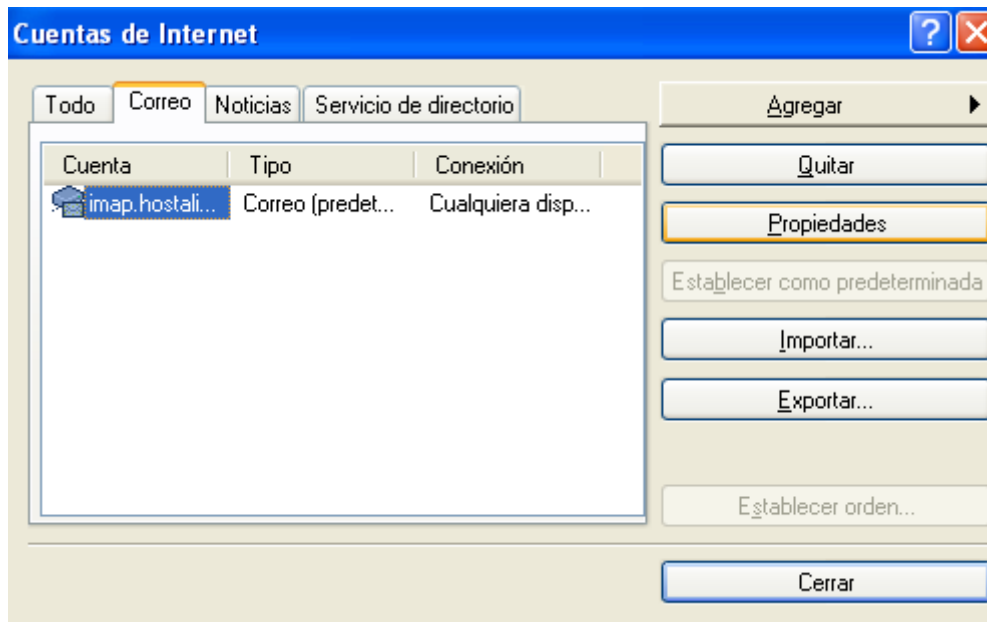 Cuentas de Internet
Todo Correo Noticias Servicio de directorio
Cuenta Tipo Conexión
imap.hostali... Correo (predet... Cualquiera disp...
Agregar
Quitar
Propiedades
Establecer como predeterminada
Importar...
Exportar...
Establecer orden...
Cerrar